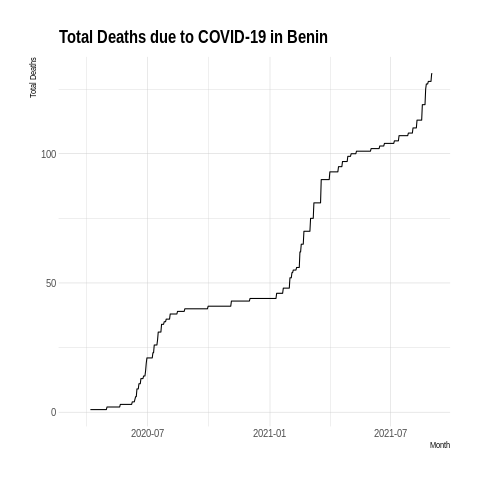 Total Deaths due to COVID-19 in Benin
Total Deaths
100
50
0
2020-07
2021-01
2021-07
Month